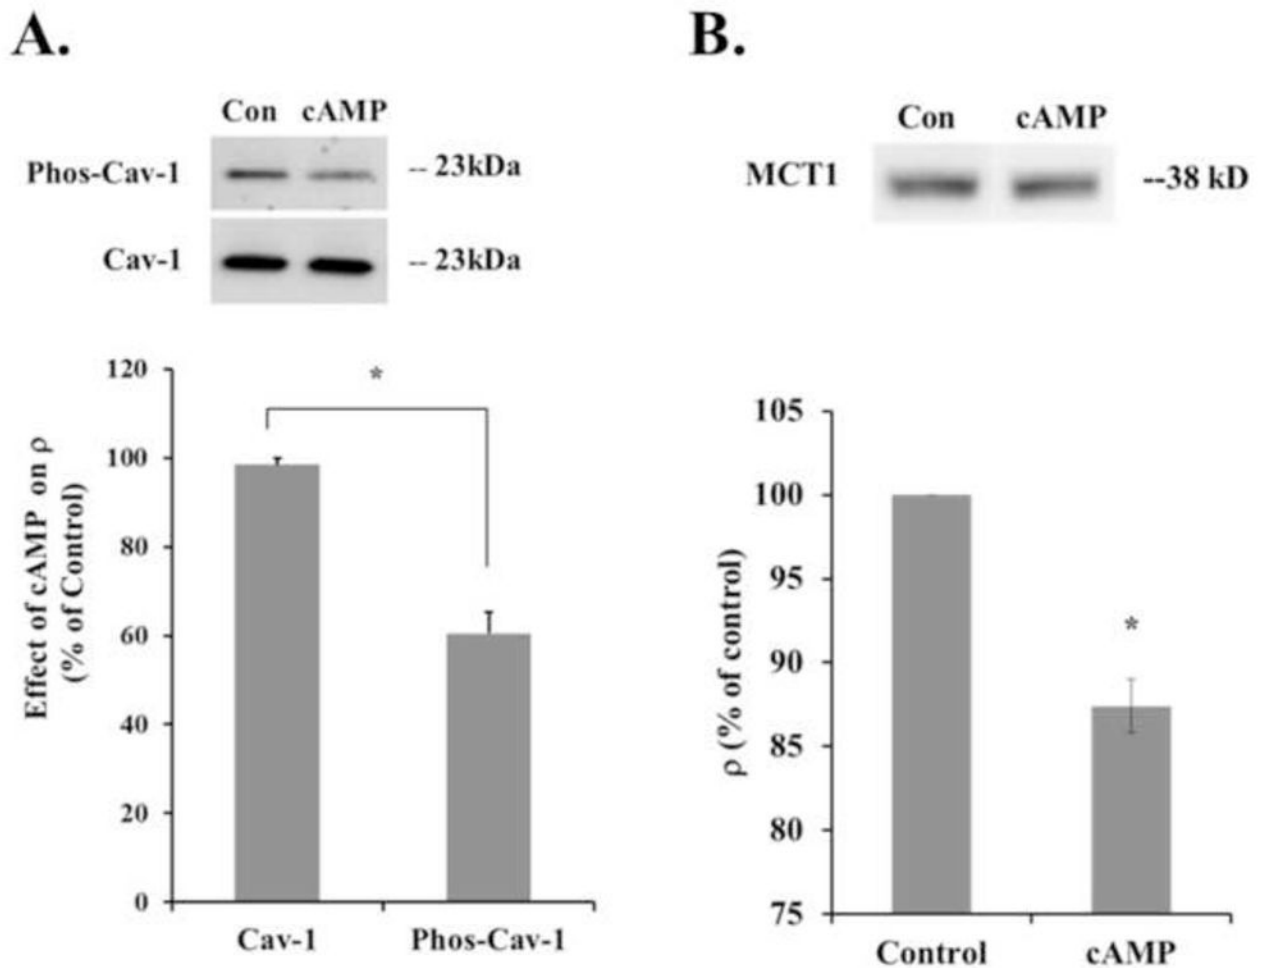 A.
Con cAMP
Phos-Cav-1 -- 23kDa
Cav-1 -- 23kDa
Effect of cAMP on ρ
(% of Control)
120
*
100
80
60
40
20
0
Cav-1 Phos-Cav-1
B.
Con cAMP
MCT1 --38 kD
ρ (% of control)
105
100
95
*
90
85
80
75
Control cAMP